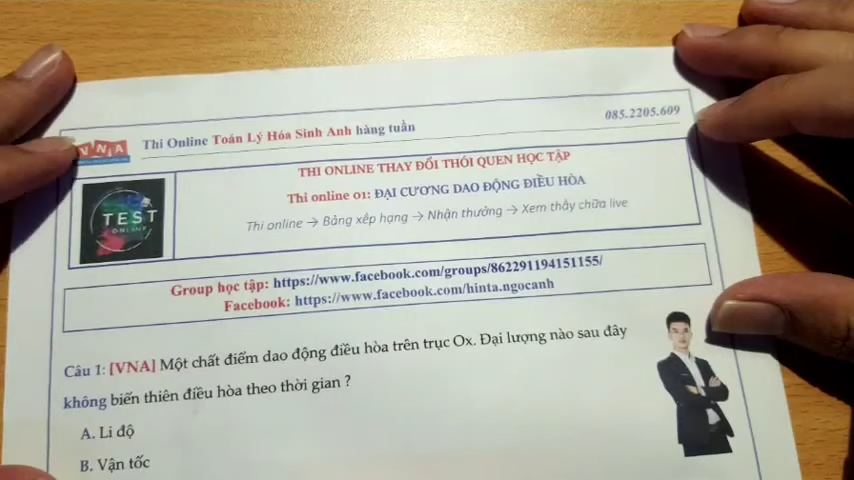 VNA
Thi Online Toán Lý Hóa Sinh Anh hàng tuần
085.2205.609
TEST
ONLINE
THI ONLINE THAY ĐỔI THÓI QUEN HỌC TẬP
Thi online 01: ĐẠI CƯƠNG DAO ĐỘNG ĐIỀU HÒA
Thi online → Bảng xếp hạng → Nhận thưởng → Xem thầy chữa live
Group học tập: https://www.facebook.com/groups/862291194151155/
Facebook: https://www.facebook.com/hinta.ngocanh
Câu 1: [VNA] Một chất điểm dao động điều hòa trên trục Ox. Đại lượng nào sau đây
không biến thiên điều hòa theo thời gian ?
A. Li độ
B. Vận tốc